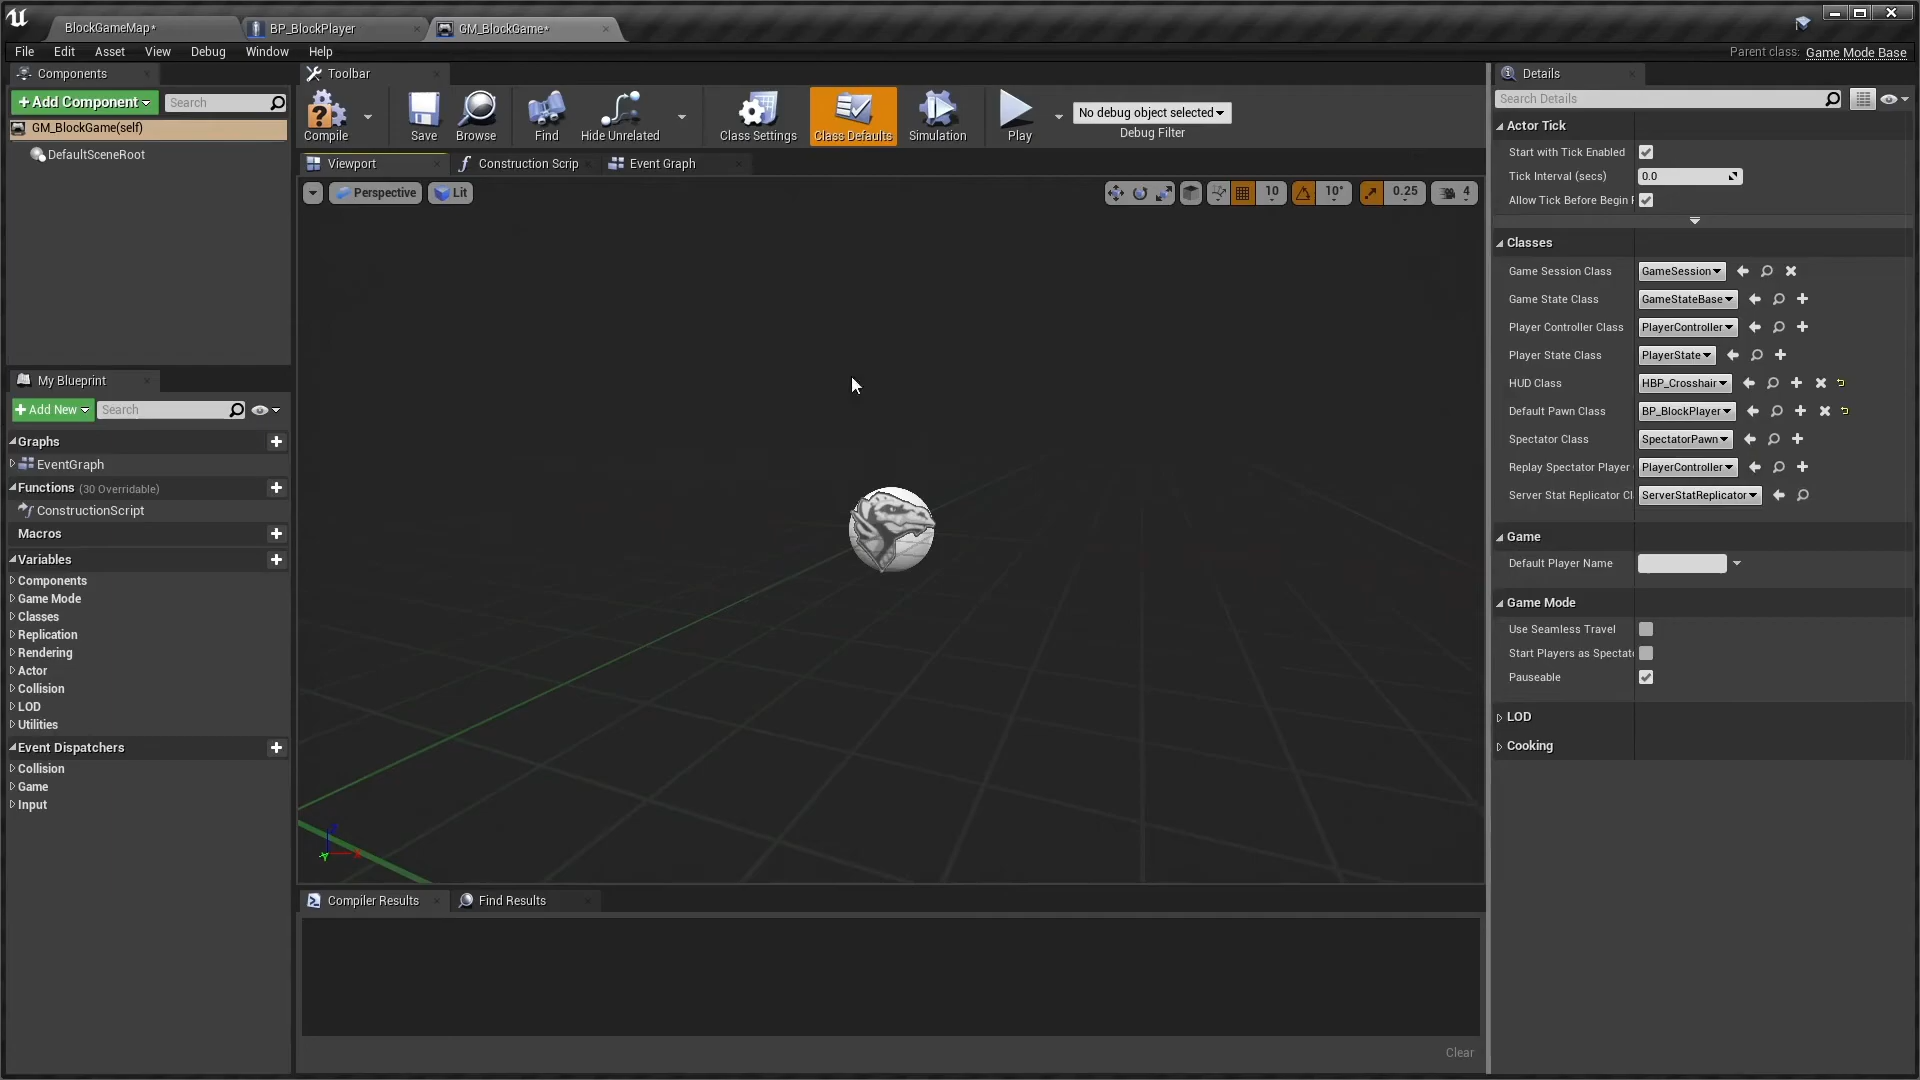 BlockGameMap*
BP_BlockPlayer
GM_BlockGame*
File Edit Asset View Debug Window Help
Parent class: Game Mode Base
Components
+Add Component
Search
GM_BlockGame(self)
DefaultSceneRoot
My Blueprint
+Add New
Search
Graphs
EventGraph
Functions (30 Overridable)
ConstructionScript
Macros
Variables
Components
Game Mode
Classes
Replication
Rendering
Actor
Collision
LOD
Utilities
Event Dispatchers
Collision
Game
Input
Toolbar
Compile
Save
Browse
Find
Hide Unrelated
Class Settings
Class Defaults
Simulation
Play
No debug object selected
Debug Filter
Viewport
Construction Scrip
Event Graph
Perspective
Lit
10
10°
0.25
4
Compiler Results
Find Results
Clear
Details
Search Details
Actor Tick
Start with Tick Enabled
Tick Interval (secs) 0.0
Allow Tick Before Begin
Classes
Game Session Class GameSession
Game State Class GameStateBase
Player Controller Class PlayerController
Player State Class PlayerState
HUD Class HBP_Crosshair
Default Pawn Class BP_BlockPlayer
Spectator Class SpectatorPawn
Replay Spectator Player PlayerController
Server Stat Replicator Cl ServerStatReplicator
Game
Default Player Name
Game Mode
Use Seamless Travel
Start Players as Spectat
Pauseable
LOD
Cooking